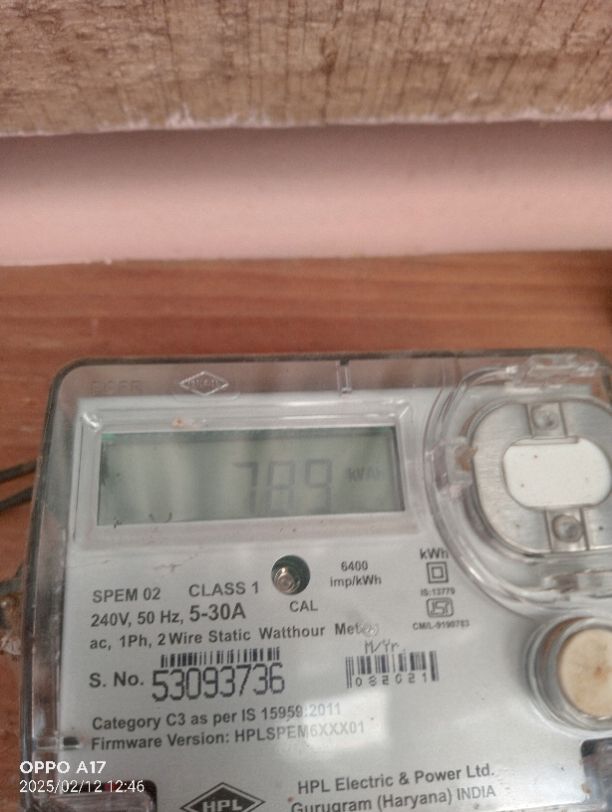 789 kVAh
SPEM 02 CLASS 1
6400
imp/kWh
kWh
IS:13779
240V, 50 Hz, 5-30A
CAL
CM/L-9190783
ac, 1Ph, 2 Wire Static Watthour Meter
M/Yr.
S. No. 53093736
082021
Category C3 as per IS 15959:2011
Firmware Version: HPLSPEM6XXX01
HPL
HPL Electric & Power Ltd.
Gurugram (Haryana) INDIA
OPPO A17
2025/02/12 12:46